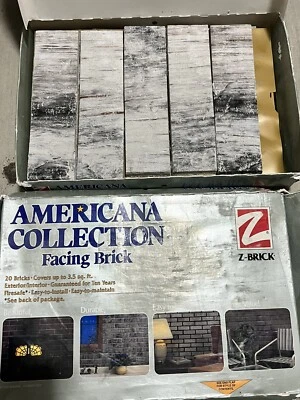 AMERICANA
AMERICANA
COLLECTION
Facing Brick
Z-BRICK
20 Bricks • Covers up to 3.5 sq. ft.
Exterior/Interior • Guaranteed for Ten Years
Firesafe* • Easy-to-Install • Easy-to-maintain
*See back of package.